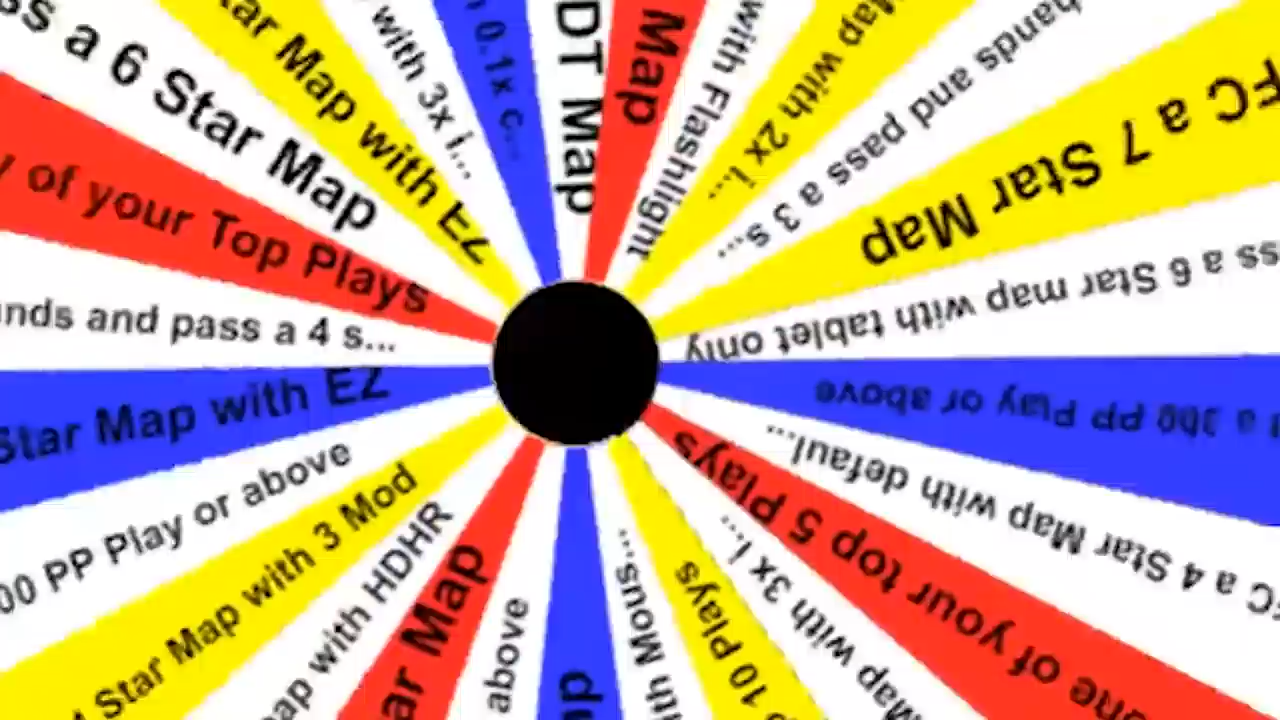 DT Map
Map
with Flashlight
Map with 2x i...
hands and pass a 3 s...
FC a 7 Star Map
ss a 6 Star map with tablet only
a 300 PP Play or above
FC a 4 Star Map with defaul...
one of your top 5 Plays
Map with 3x i...
10 Plays
with Mous...
above
ar Map
ap with HDHR
Star Map with 3 Mod
00 PP Play or above
Star Map with EZ
nds and pass a 4 s...
of your Top Plays
ss a 6 Star Map
tar Map with EZ
with 3x i...
0.1x c...